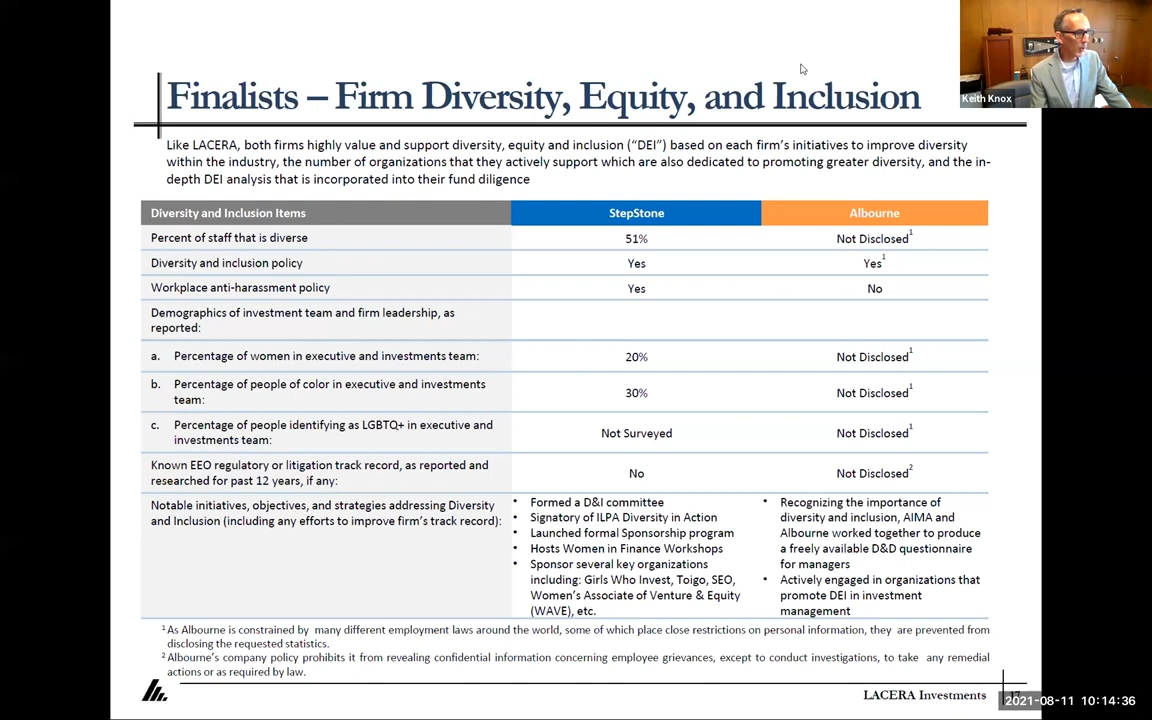 Finalists – Firm Diversity, Equity, and Inclusion
Keith Knox
Like LACERA, both firms highly value and support diversity, equity and inclusion (“DEI”) based on each firm’s initiatives to improve diversity
within the industry, the number of organizations that they actively support which are also dedicated to promoting greater diversity, and the in-
depth DEI analysis that is incorporated into their fund diligence
Diversity and Inclusion Items StepStone Albourne
Percent of staff that is diverse 51% Not Disclosed1
Diversity and inclusion policy Yes Yes1
Workplace anti-harassment policy Yes No
Demographics of investment team and firm leadership, as
reported:
a. Percentage of women in executive and investments team: 20% Not Disclosed1
b. Percentage of people of color in executive and investments
team: 30% Not Disclosed1
c. Percentage of people identifying as LGBTQ+ in executive and
investments team: Not Surveyed Not Disclosed1
Known EEO regulatory or litigation track record, as reported and
researched for past 12 years, if any: No Not Disclosed2
Notable initiatives, objectives, and strategies addressing Diversity
and Inclusion (including any efforts to improve firm’s track record):
• Formed a D&I committee
• Signatory of ILPA Diversity in Action
• Launched formal Sponsorship program
• Hosts Women in Finance Workshops
• Sponsor several key organizations
including: Girls Who Invest, Toigo, SEO,
Women’s Associate of Venture & Equity
(WAVE), etc.
• Recognizing the importance of
diversity and inclusion, AIMA and
Albourne worked together to produce
a freely available D&D questionnaire
for managers
• Actively engaged in organizations that
promote DEI in investment
management
1 As Albourne is constrained by many different employment laws around the world, some of which place close restrictions on personal information, they are prevented from
disclosing the requested statistics.
2 Albourne’s company policy prohibits it from revealing confidential information concerning employee grievances, except to conduct investigations, to take any remedial
actions or as required by law.
LACERA Investments
2021-08-11 10:14:36